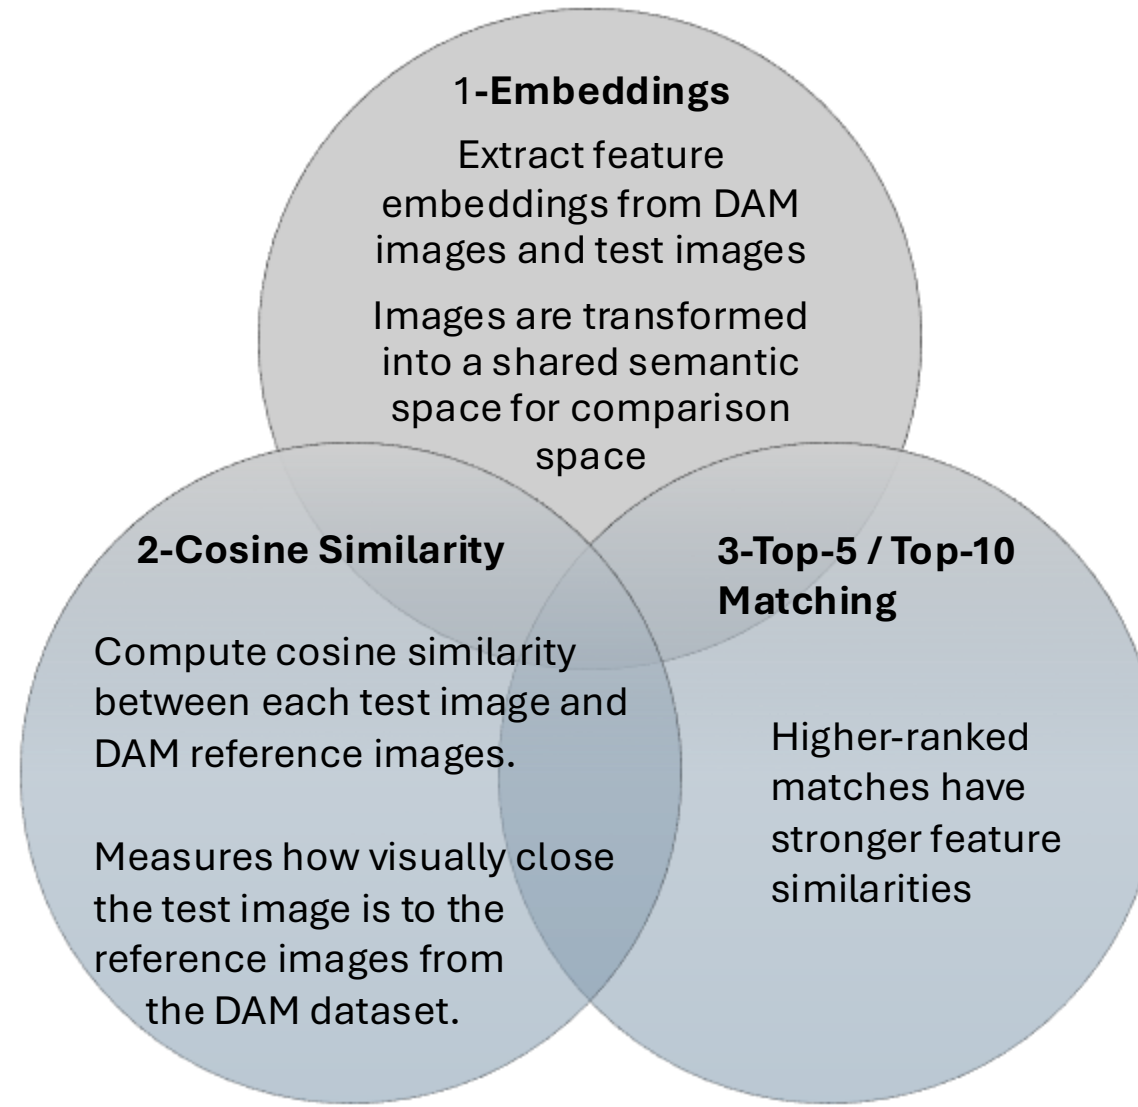 1-Embeddings
Extract feature
embeddings from DAM
images and test images
Images are transformed
into a shared semantic
space for comparison
space
2-Cosine Similarity
Compute cosine similarity
between each test image and
DAM reference images.
Measures how visually close
the test image is to the
reference images from
the DAM dataset.
3-Top-5 / Top-10
Matching
Higher-ranked
matches have
stronger feature
similarities